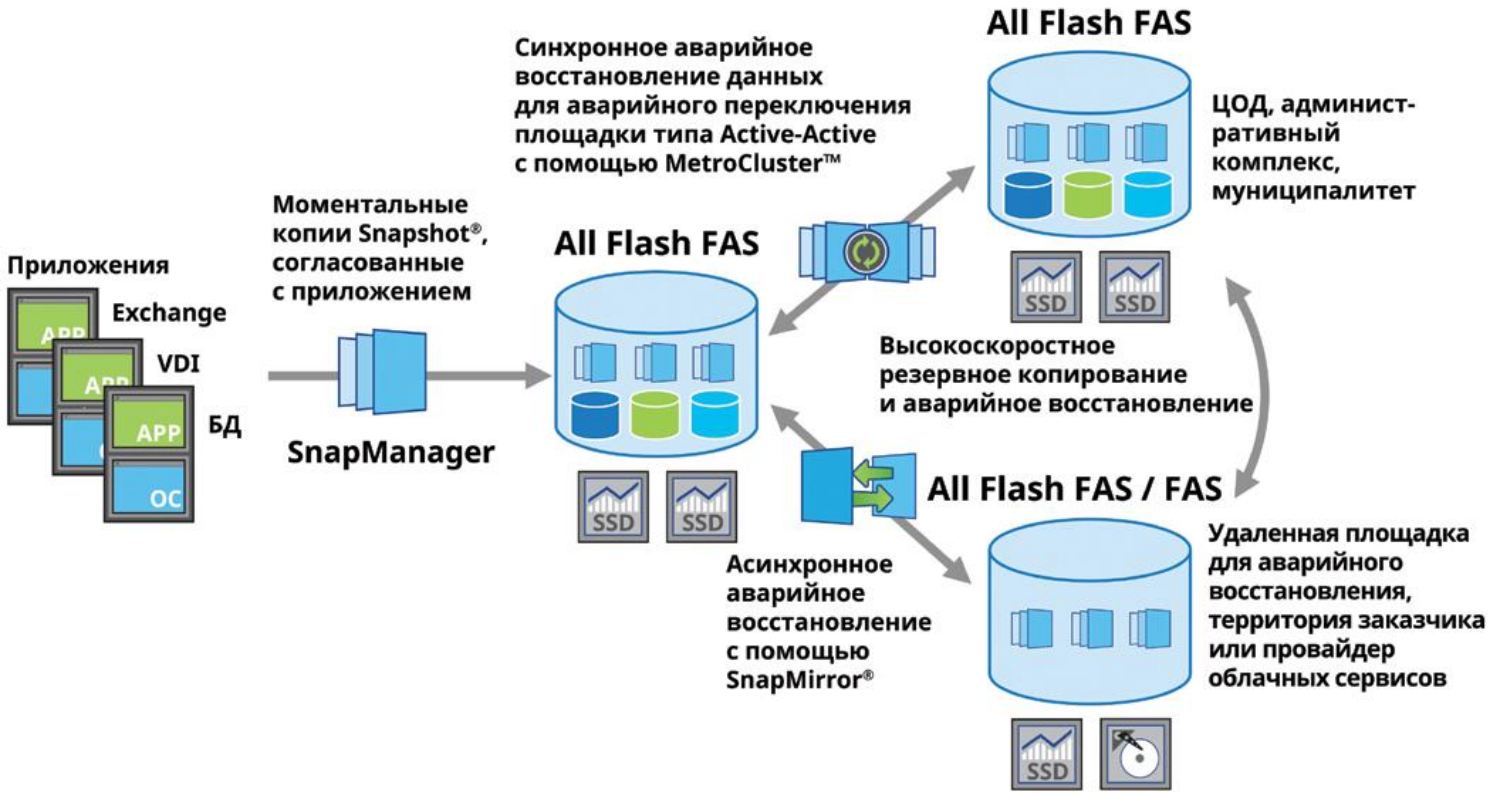 All Flash FAS
Синхронное аварийное
восстановление данных
для аварийного переключения
площадки типа Active-Active
с помощью MetroCluster™
ЦОД, админист-
ративный
комплекс,
муниципалитет
Моментальные
копии Snapshot®,
согласованные
с приложением
All Flash FAS
Приложения
Exchange
VDI
БД
APP
APP
APP
ОС
SnapManager
SSD
SSD
SSD
SSD
Высокоскоростное
резервное копирование
и аварийное восстановление
All Flash FAS / FAS
Асинхронное
аварийное
восстановление
с помощью
SnapMirror®
Удаленная площадка
для аварийного
восстановления,
территория заказчика
или провайдер
облачных сервисов
SSD